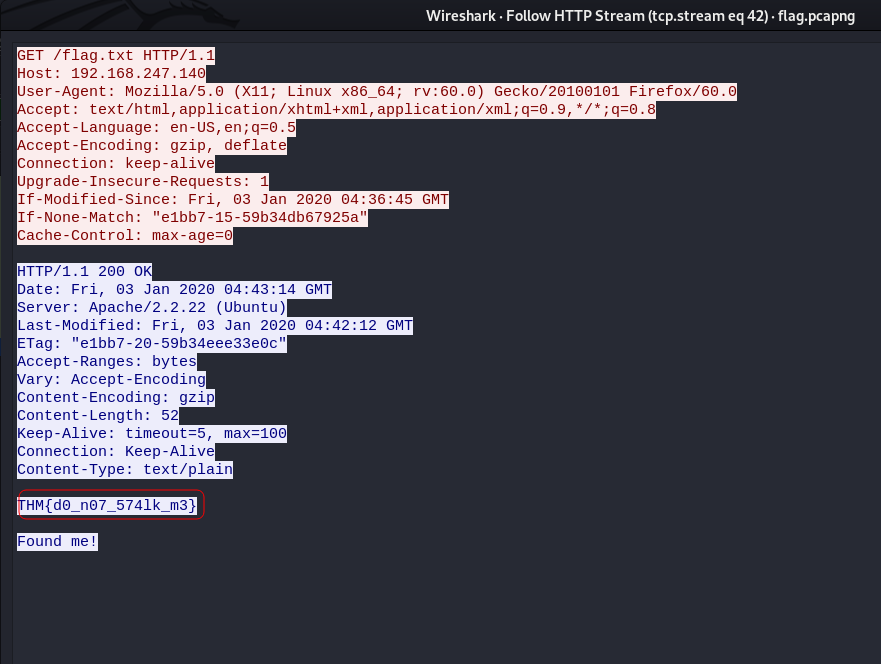 Wireshark · Follow HTTP Stream (tcp.stream eq 42) · flag.pcapng
GET /flag.txt HTTP/1.1
Host: 192.168.247.140
User-Agent: Mozilla/5.0 (X11; Linux x86_64; rv:60.0) Gecko/20100101 Firefox/60.0
Accept: text/html,application/xhtml+xml,application/xml;q=0.9,*/*;q=0.8
Accept-Language: en-US,en;q=0.5
Accept-Encoding: gzip, deflate
Connection: keep-alive
Upgrade-Insecure-Requests: 1
If-Modified-Since: Fri, 03 Jan 2020 04:36:45 GMT
If-None-Match: "e1bb7-15-59b34db67925a"
Cache-Control: max-age=0
HTTP/1.1 200 OK
Date: Fri, 03 Jan 2020 04:43:14 GMT
Server: Apache/2.2.22 (Ubuntu)
Last-Modified: Fri, 03 Jan 2020 04:42:12 GMT
ETag: "e1bb7-20-59b34eee33e0c"
Accept-Ranges: bytes
Vary: Accept-Encoding
Content-Encoding: gzip
Content-Length: 52
Keep-Alive: timeout=5, max=100
Connection: Keep-Alive
Content-Type: text/plain
THM{d0_n07_574lk_m3}
Found me!